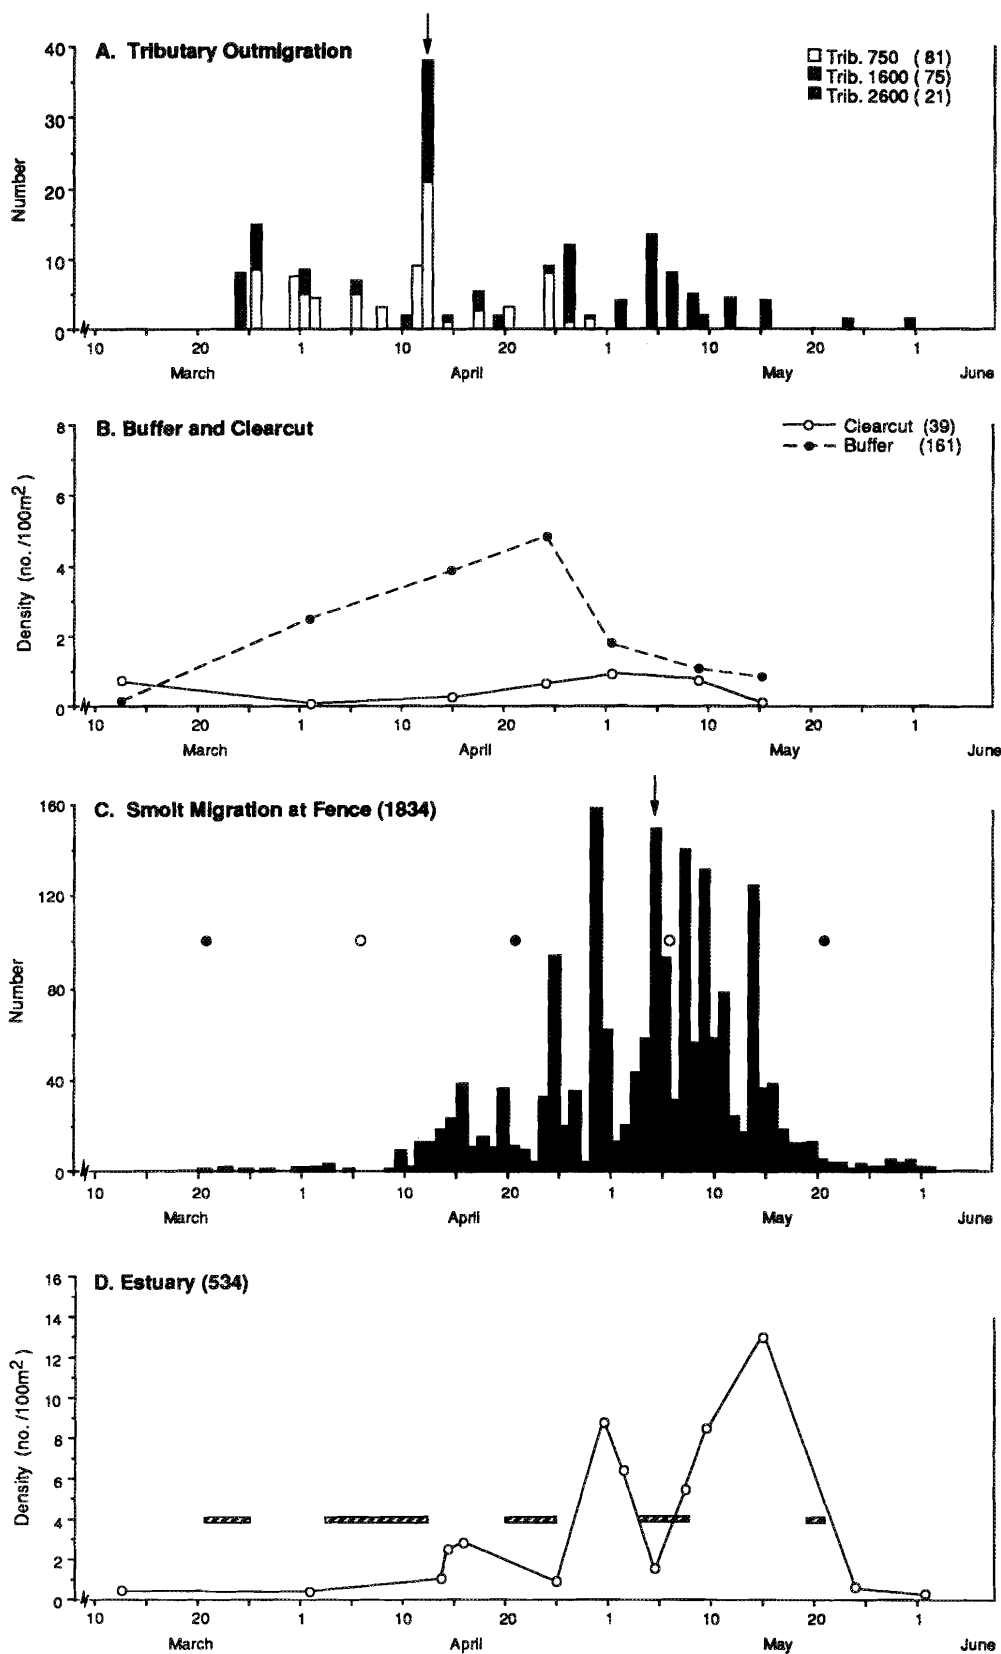 A. Tributary Outmigration
Trib. 750 (81)
Trib. 1600 (75)
Trib. 2600 (21)
Number
40
30
20
10
0
10 20 1 10 20 1 10 20 1
March April May June
B. Buffer and Clearcut
Clearcut (39)
Buffer (161)
Density (no./100m2)
8
6
4
2
0
10 20 1 10 20 1 10 20 1
March April May June
C. Smolt Migration at Fence (1834)
Number
160
120
80
40
0
10 20 1 10 20 1 10 20 1
March April May June
D. Estuary (534)
Density (no./100m2)
16
14
12
10
8
6
4
2
0
10 20 1 10 20 1 10 20 1
March April May June